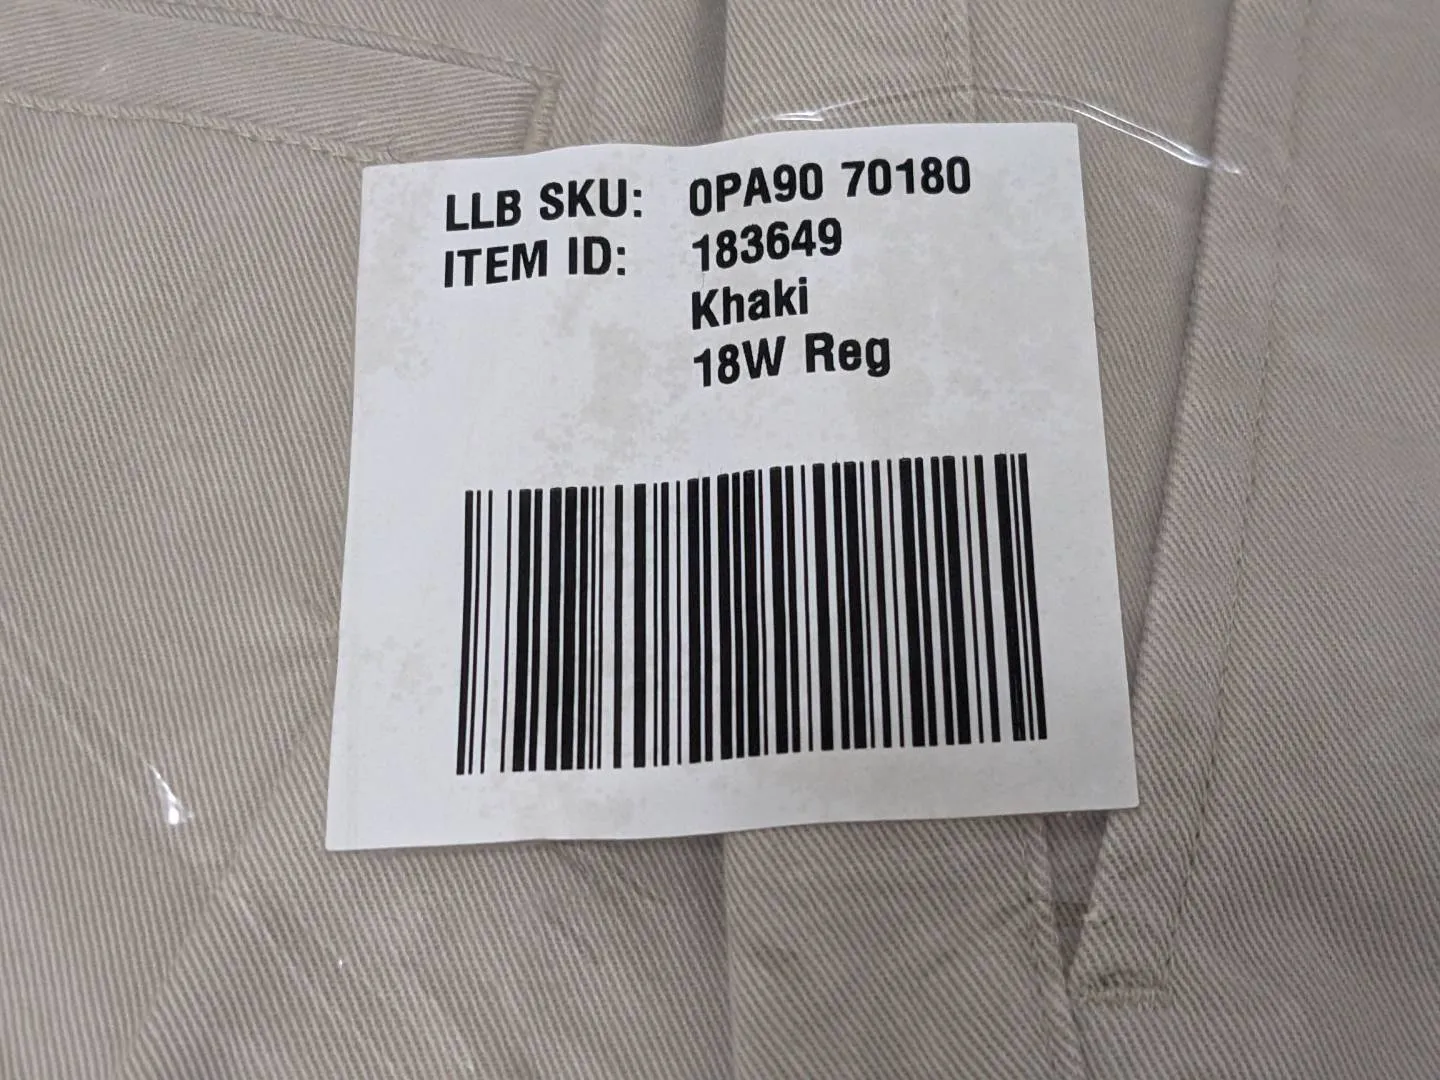 LLB SKU: 0PA90 70180
ITEM ID: 183649
Khaki
18W Reg